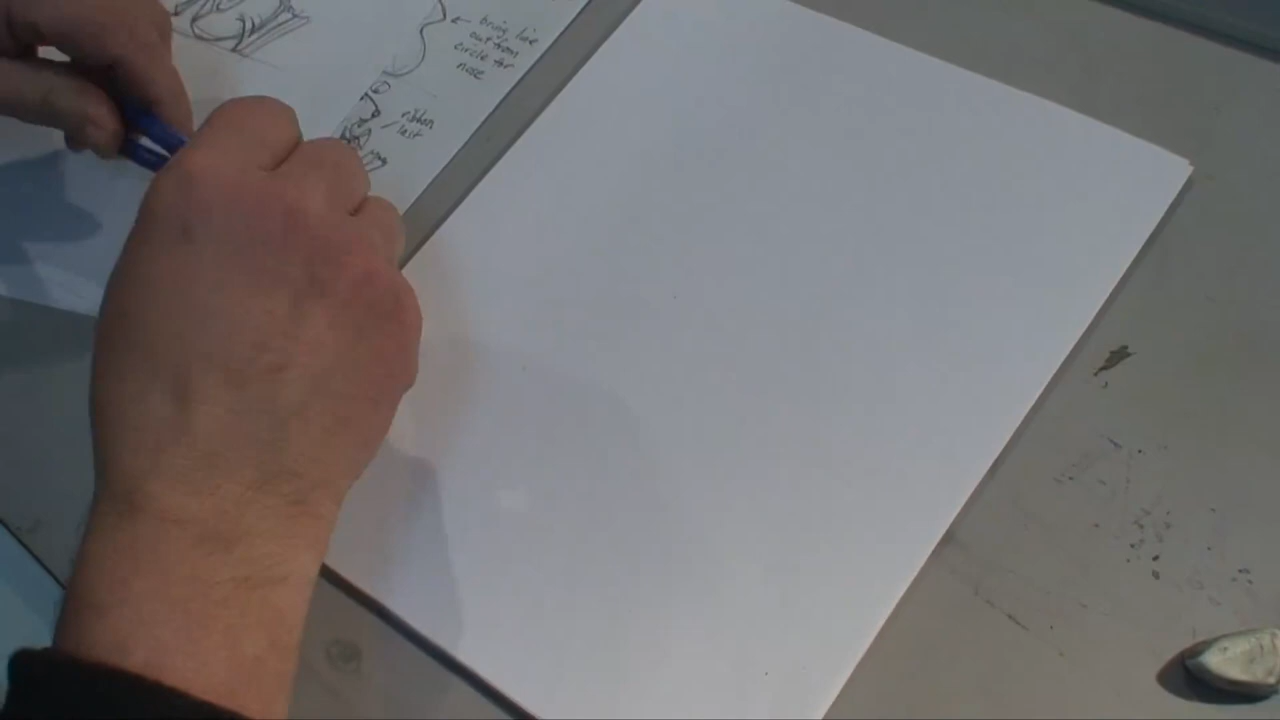 bring line
out from
circle for
nose
ribbon
last